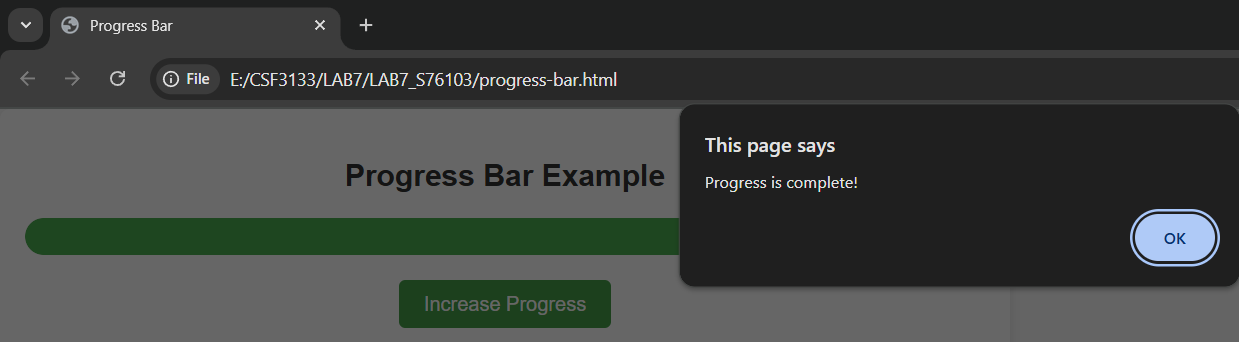 Progress Bar
File
E:/CSF3133/LAB7/LAB7_S76103/progress-bar.html
This page says
Progress is complete!
OK
Progress Bar Example
Increase Progress